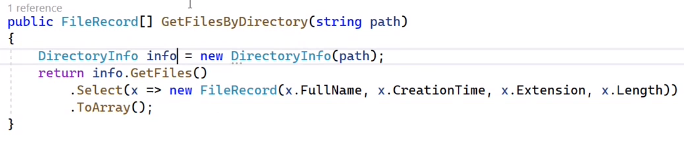 1 reference
public FileRecord[] GetFilesByDirectory(string path)
{
    DirectoryInfo info = new DirectoryInfo(path);
    return info.GetFiles()
        .Select(x => new FileRecord(x.FullName, x.CreationTime, x.Extension, x.Length))
        .ToArray();
}